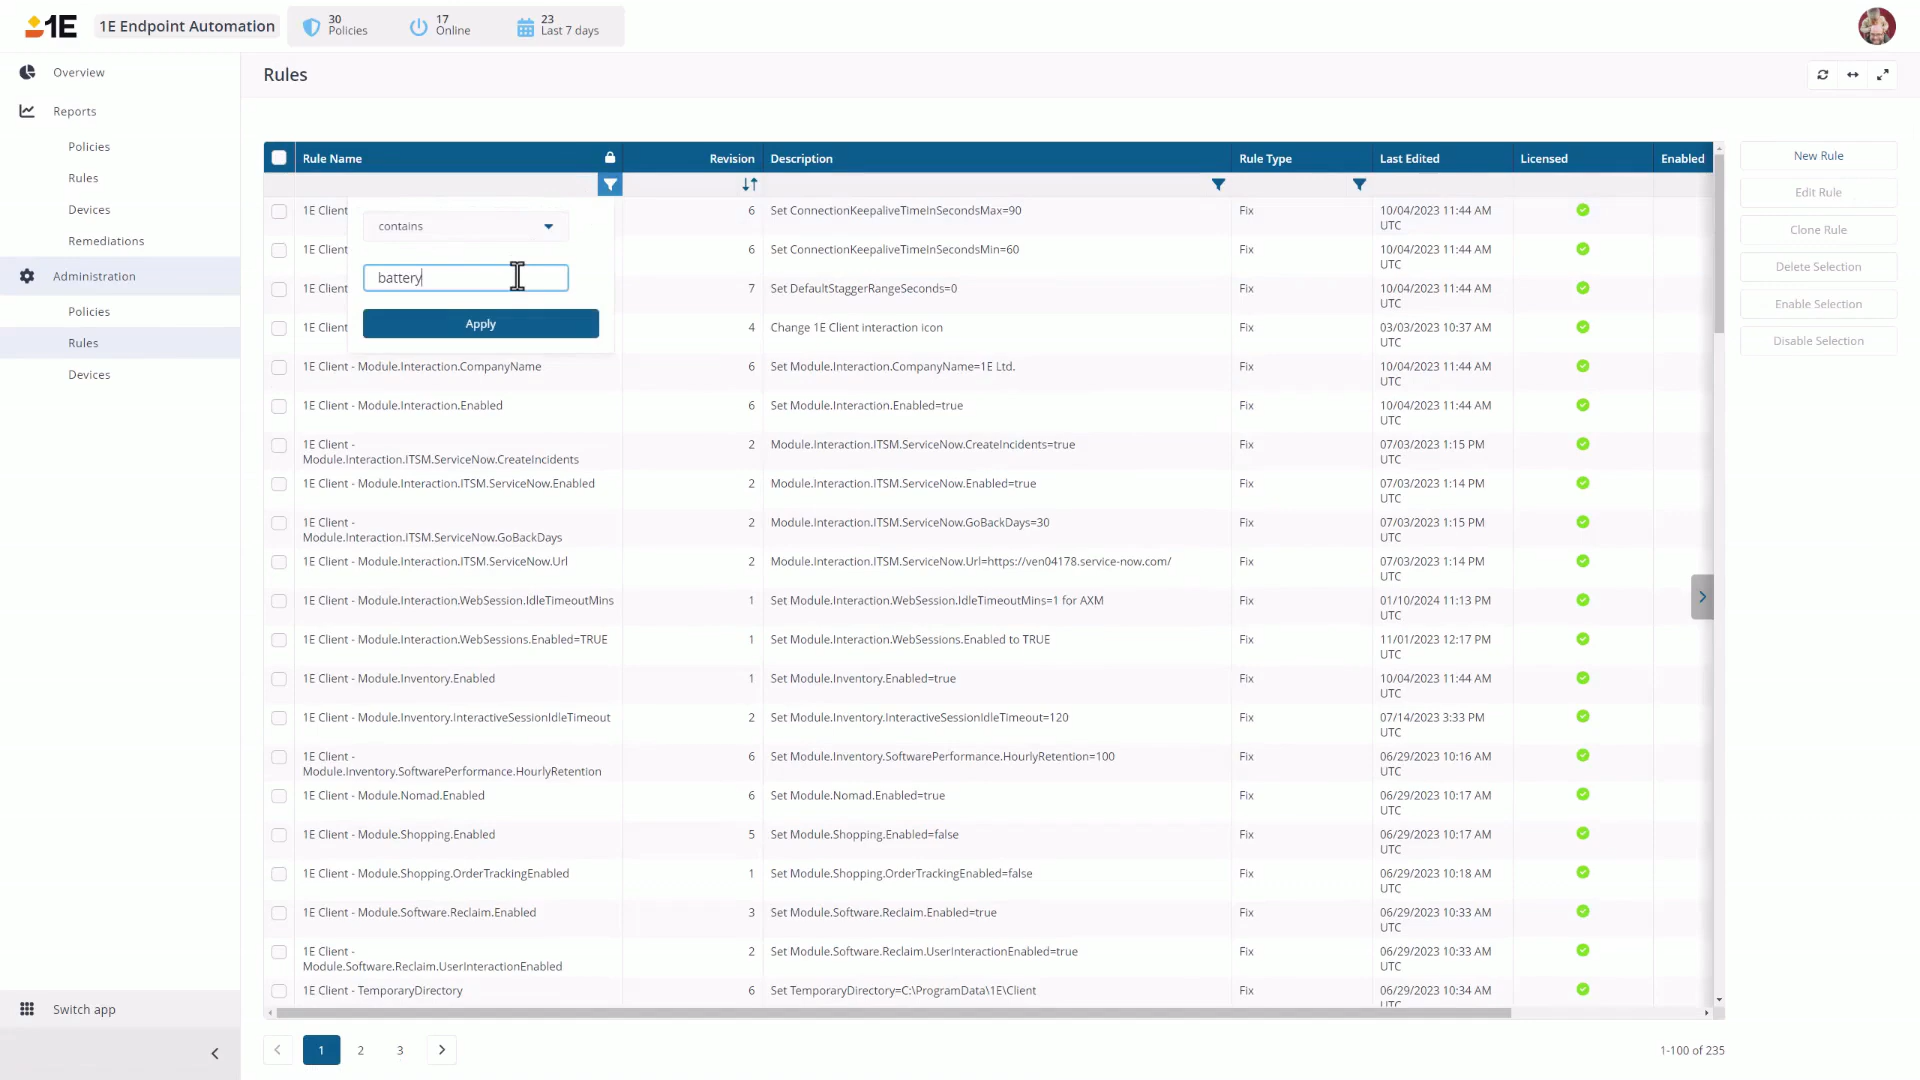 1E
1E Endpoint Automation
30
Policies
17
Online
23
Last 7 days
Overview
Reports
Policies
Rules
Devices
Remediations
Administration
Policies
Rules
Devices
Switch app
Rules
Rule Name
Revision
Description
Rule Type
Last Edited
Licensed
Enabled
contains
battery
Apply
1E Client
6
Set ConnectionKeepaliveTimeInSecondsMax=90
Fix
10/04/2023 11:44 AM
UTC
1E Client
6
Set ConnectionKeepaliveTimeInSecondsMin=60
Fix
10/04/2023 11:44 AM
UTC
1E Client
7
Set DefaultStaggerRangeSeconds=0
Fix
10/04/2023 11:44 AM
UTC
1E Client
4
Change 1E Client interaction icon
Fix
03/03/2023 10:37 AM
UTC
1E Client - Module.Interaction.CompanyName
6
Set Module.Interaction.CompanyName=1E Ltd.
Fix
10/04/2023 11:44 AM
UTC
1E Client - Module.Interaction.Enabled
6
Set Module.Interaction.Enabled=true
Fix
10/04/2023 11:44 AM
UTC
1E Client -
Module.Interaction.ITSM.ServiceNow.CreateIncidents
2
Module.Interaction.ITSM.ServiceNow.CreateIncidents=true
Fix
07/03/2023 1:15 PM
UTC
1E Client - Module.Interaction.ITSM.ServiceNow.Enabled
2
Module.Interaction.ITSM.ServiceNow.Enabled=true
Fix
07/03/2023 1:14 PM
UTC
1E Client -
Module.Interaction.ITSM.ServiceNow.GoBackDays
2
Module.Interaction.ITSM.ServiceNow.GoBackDays=30
Fix
07/03/2023 1:15 PM
UTC
1E Client - Module.Interaction.ITSM.ServiceNow.Url
2
Module.Interaction.ITSM.ServiceNow.Url=https://ven04178.service-now.com/
Fix
07/03/2023 1:14 PM
UTC
1E Client - Module.Interaction.WebSession.IdleTimeoutMins
1
Set Module.Interaction.WebSession.IdleTimeoutMins=1 for AXM
Fix
01/10/2024 11:13 PM
UTC
1E Client - Module.Interaction.WebSessions.Enabled=TRUE
1
Set Module.Interaction.WebSessions.Enabled to TRUE
Fix
11/01/2023 12:17 PM
UTC
1E Client - Module.Inventory.Enabled
1
Set Module.Inventory.Enabled=true
Fix
10/04/2023 11:44 AM
UTC
1E Client - Module.Inventory.InteractiveSessionIdleTimeout
2
Set Module.Inventory.InteractiveSessionIdleTimeout=120
Fix
07/14/2023 3:33 PM
UTC
1E Client -
Module.Inventory.SoftwarePerformance.HourlyRetention
6
Set Module.Inventory.SoftwarePerformance.HourlyRetention=100
Fix
06/29/2023 10:16 AM
UTC
1E Client - Module.Nomad.Enabled
6
Set Module.Nomad.Enabled=true
Fix
06/29/2023 10:17 AM
UTC
1E Client - Module.Shopping.Enabled
5
Set Module.Shopping.Enabled=false
Fix
06/29/2023 10:17 AM
UTC
1E Client - Module.Shopping.OrderTrackingEnabled
1
Set Module.Shopping.OrderTrackingEnabled=false
Fix
06/29/2023 10:18 AM
UTC
1E Client - Module.Software.Reclaim.Enabled
3
Set Module.Software.Reclaim.Enabled=true
Fix
06/29/2023 10:33 AM
UTC
1E Client -
Module.Software.Reclaim.UserInteractionEnabled
2
Set Module.Software.Reclaim.UserInteractionEnabled=true
Fix
06/29/2023 10:33 AM
UTC
1E Client - TemporaryDirectory
6
Set TemporaryDirectory=C:\ProgramData\1E\Client
Fix
06/29/2023 10:34 AM
UTC
New Rule
Edit Rule
Clone Rule
Delete Selection
Enable Selection
Disable Selection
1
2
3
1-100 of 235